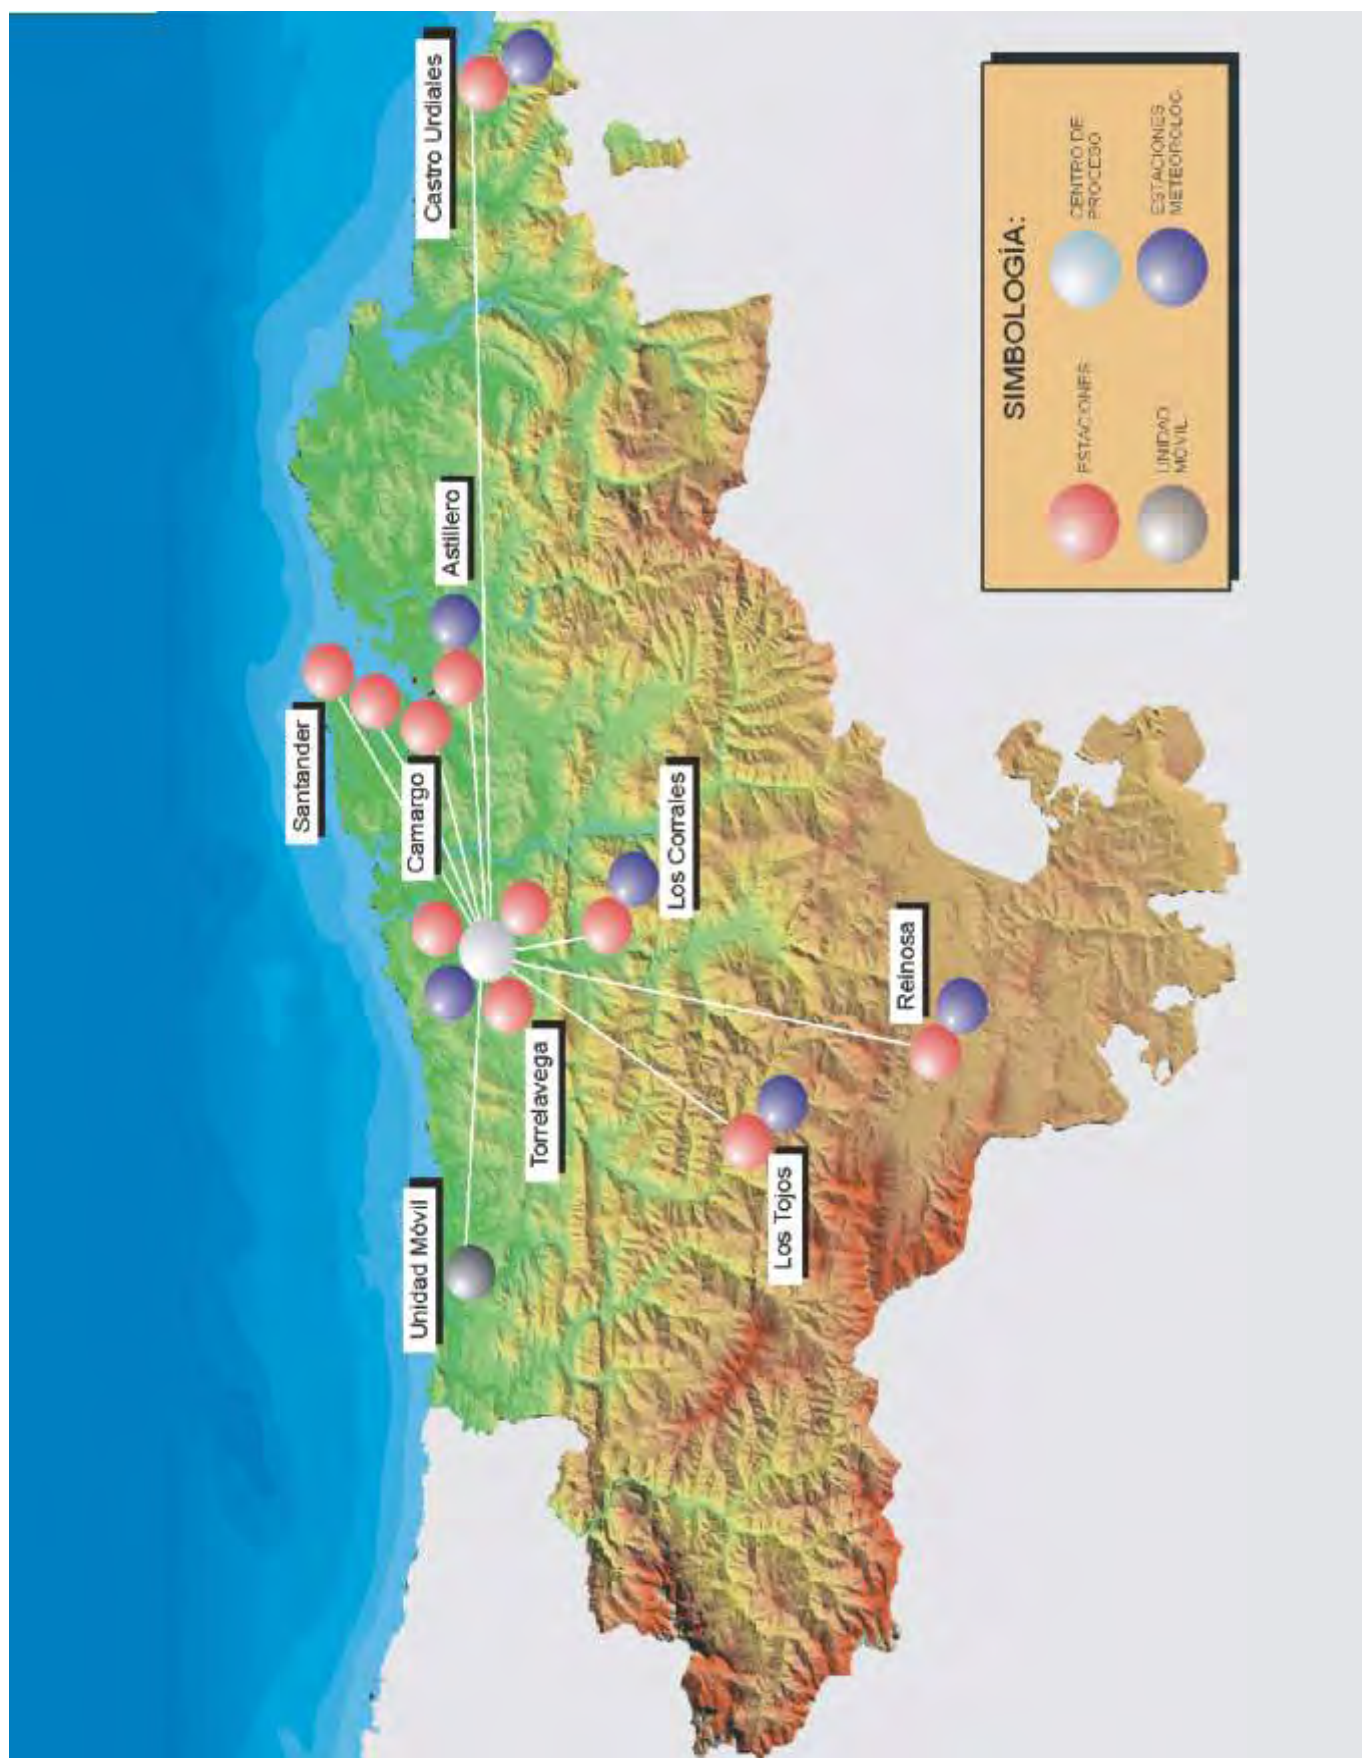 Unidad Móvil
Santander
Camargo
Torrelavega
Astillero
Castro Urdiales
Los Corrales
Los Tojos
Reinosa
SIMBOLOGÍA:
ESTACIONES
CENTRO DE
PROCESO
UNIDAD
MÓVIL
ESTACIONES
METEOROLÓG.